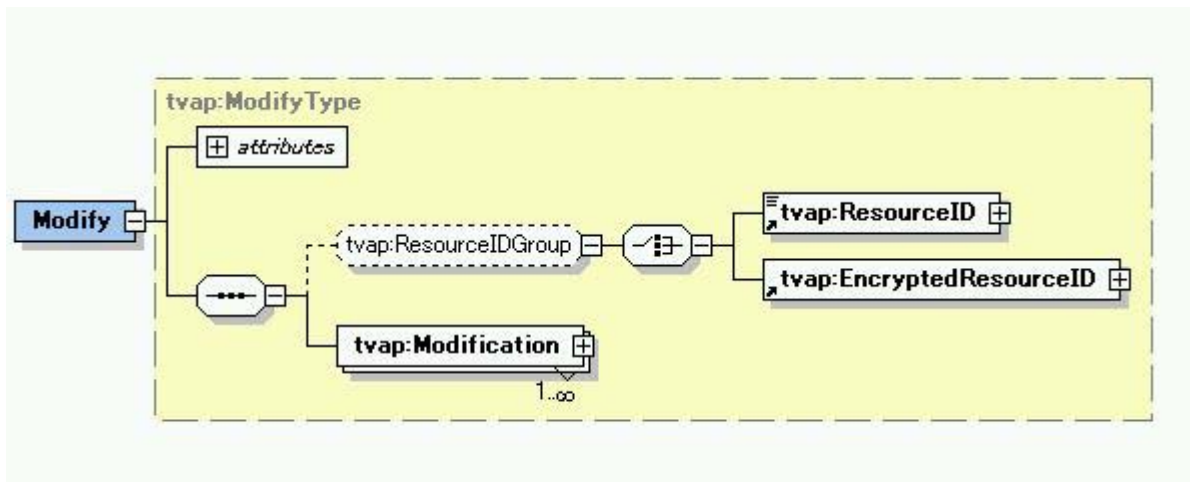 tvap:ModifyType
attributes
Modify
tvap:ResourceIDGroup
tvap:ResourceID
tvap:EncryptedResourceID
tvap:Modification
1..∞